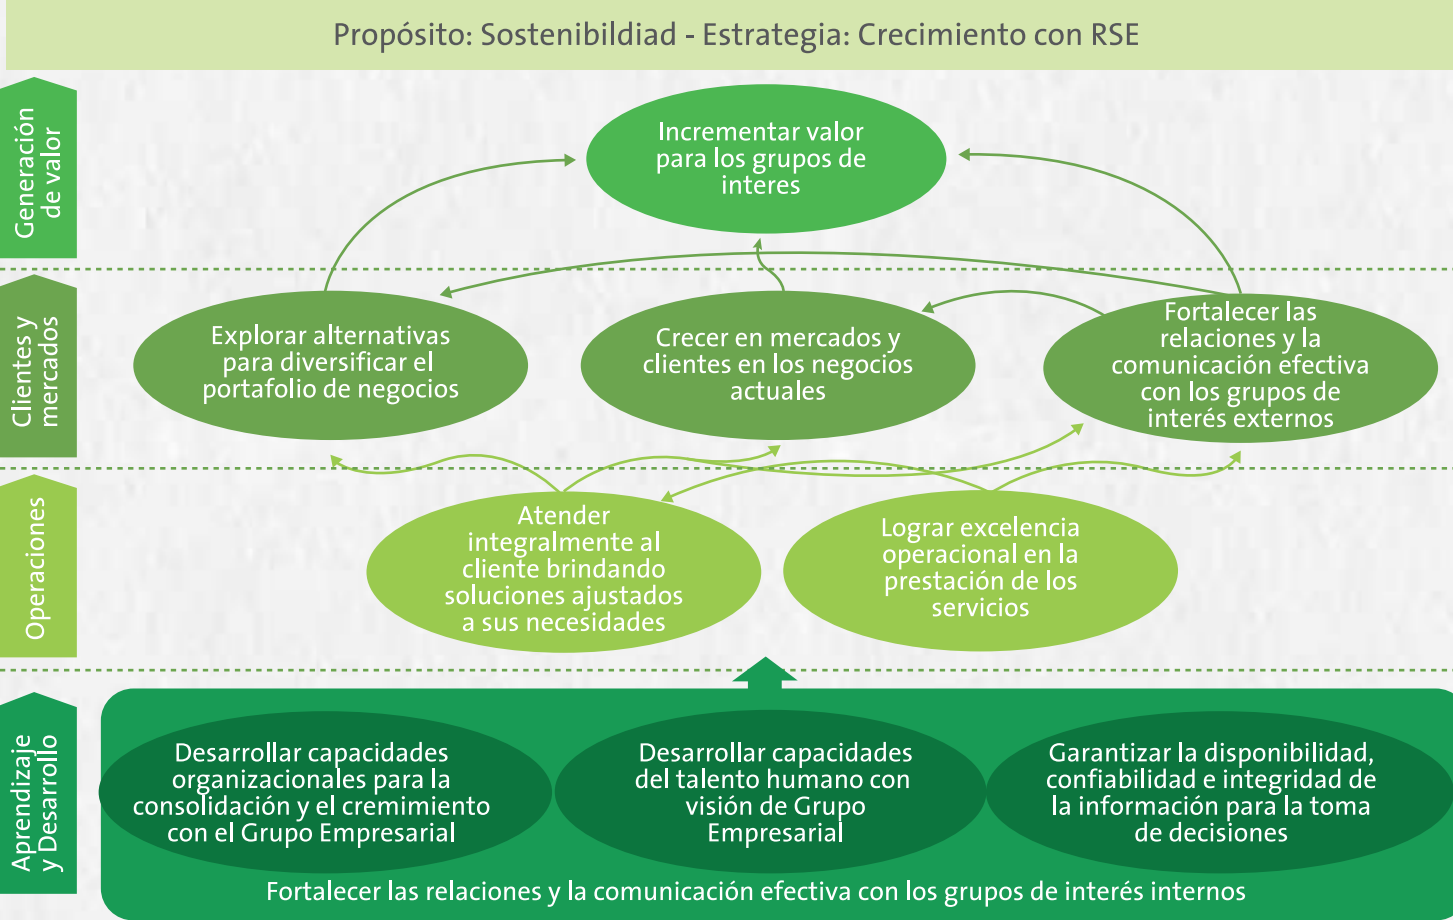 Propósito: Sostenibildiad - Estrategia: Crecimiento con RSE
Generación
de valor
Incrementar valor
para los grupos de
interes
Clientes y
mercados
Explorar alternativas
para diversificar el
portafolio de negocios
Crecer en mercados y
clientes en los negocios
actuales
Fortalecer las
relaciones y la
comunicación efectiva
con los grupos de
interés externos
Operaciones
Atender
integralmente al
cliente brindando
soluciones ajustados
a sus necesidades
Lograr excelencia
operacional en la
prestación de los
servicios
Aprendizaje
y Desarrollo
Desarrollar capacidades
organizacionales para la
consolidación y el cremimiento
con el Grupo Empresarial
Desarrollar capacidades
del talento humano con
visión de Grupo
Empresarial
Garantizar la disponibilidad,
confiabilidad e integridad de
la información para la toma
de decisiones
Fortalecer las relaciones y la comunicación efectiva con los grupos de interés internos